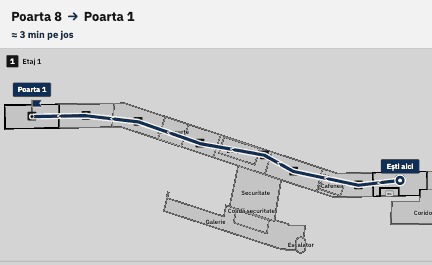 Poarta 8 → Poarta 1
≈ 3 min pe jos
1 Etaj 1
Poarta 1
Ești aici
Cafenea
Securitate
Coadă securitate
Galerie
Escalator
Corido